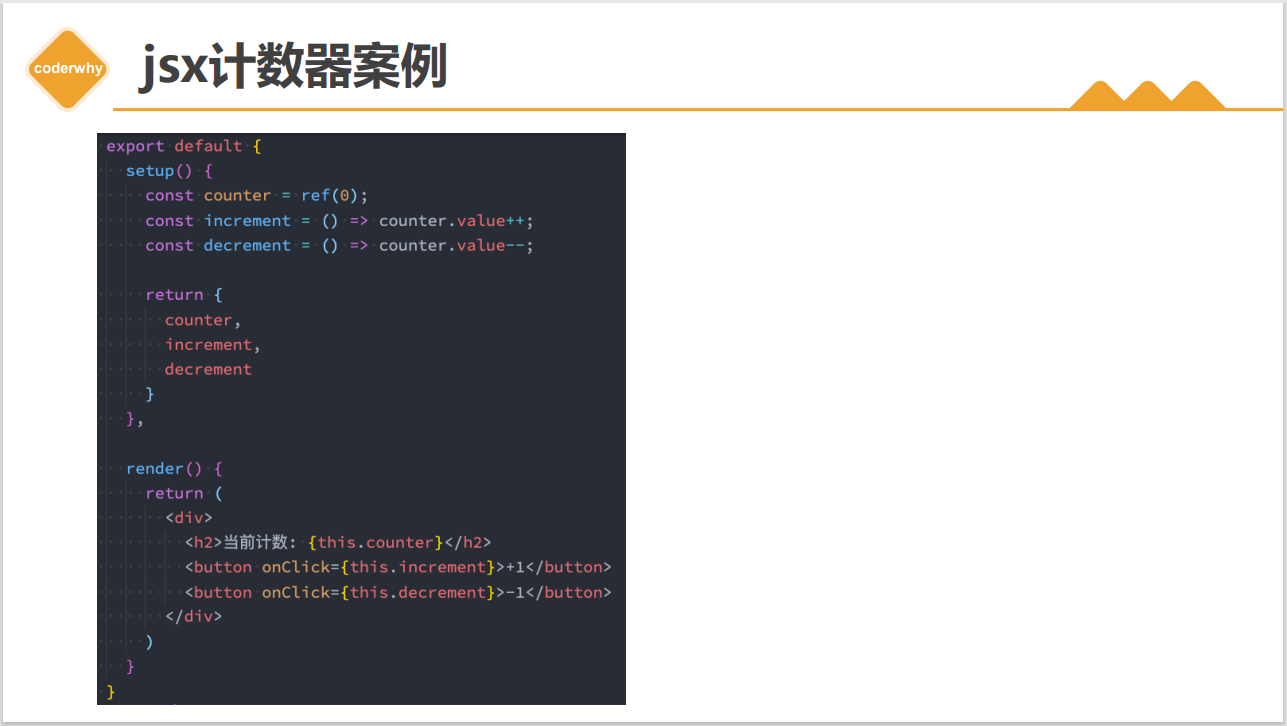 coderwhy
jsx计数器案例
export default {
  setup() {
    const counter = ref(0);
    const increment = () => counter.value++;
    const decrement = () => counter.value--;
    return {
      counter,
      increment,
      decrement
    }
  },
  render() {
    return (
      <div>
        <h2>当前计数: {this.counter}</h2>
        <button onClick={this.increment}>+1</button>
        <button onClick={this.decrement}>-1</button>
      </div>
    )
  }
}